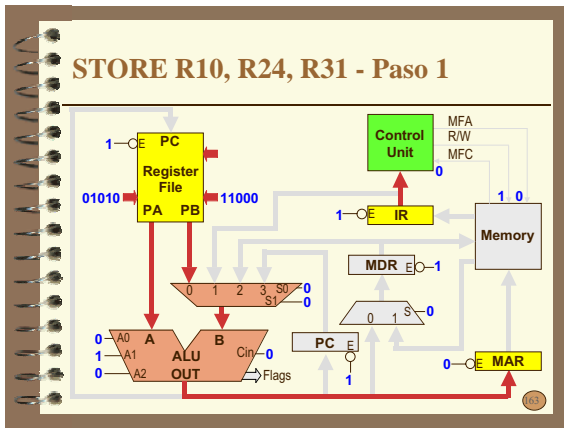 STORE R10, R24, R31 - Paso 1
MFA
R/W
MFC
Control
Unit
0
1 0
1 E PC
Register
File
01010
11000
PA PB
1 E IR
Memory
MDR E 1
0 1 2 3 S0 0
S1 0
0 1 S 0
0 A0 A B
1 A1 ALU Cin 0
0 A2 OUT Flags
PC E
1
0 E MAR
163